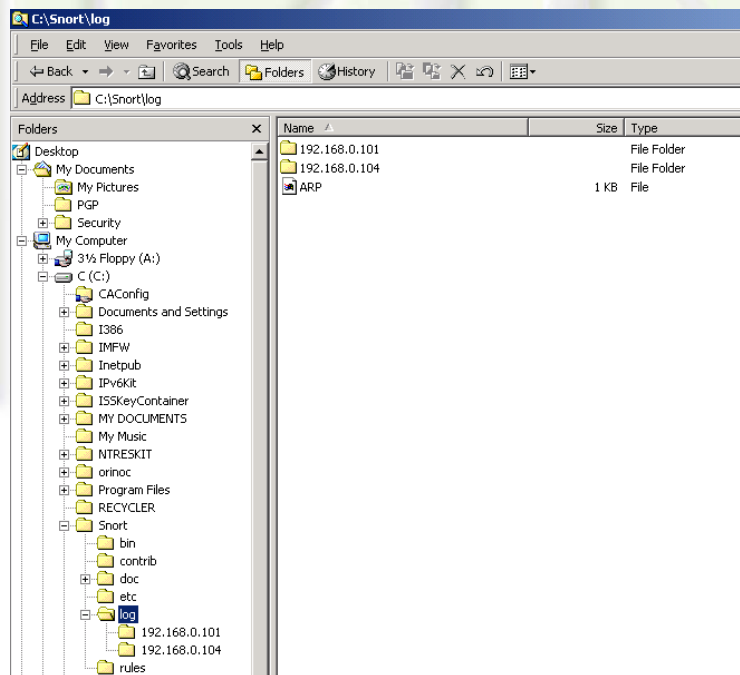 C:\Snort\log
File Edit View Favorites Tools Help
Back Search Folders History
Address C:\Snort\log
Folders
Name Size Type
192.168.0.101 File Folder
192.168.0.104 File Folder
ARP 1 KB File
Desktop
My Documents
My Pictures
PGP
Security
My Computer
3½ Floppy (A:)
C (C:)
CAConfig
Documents and Settings
I386
IMFW
Inetpub
IPv6Kit
ISSKeyContainer
MY DOCUMENTS
My Music
NTRESKIT
orinoc
Program Files
RECYCLER
Snort
bin
contrib
doc
etc
log
192.168.0.101
192.168.0.104
rules